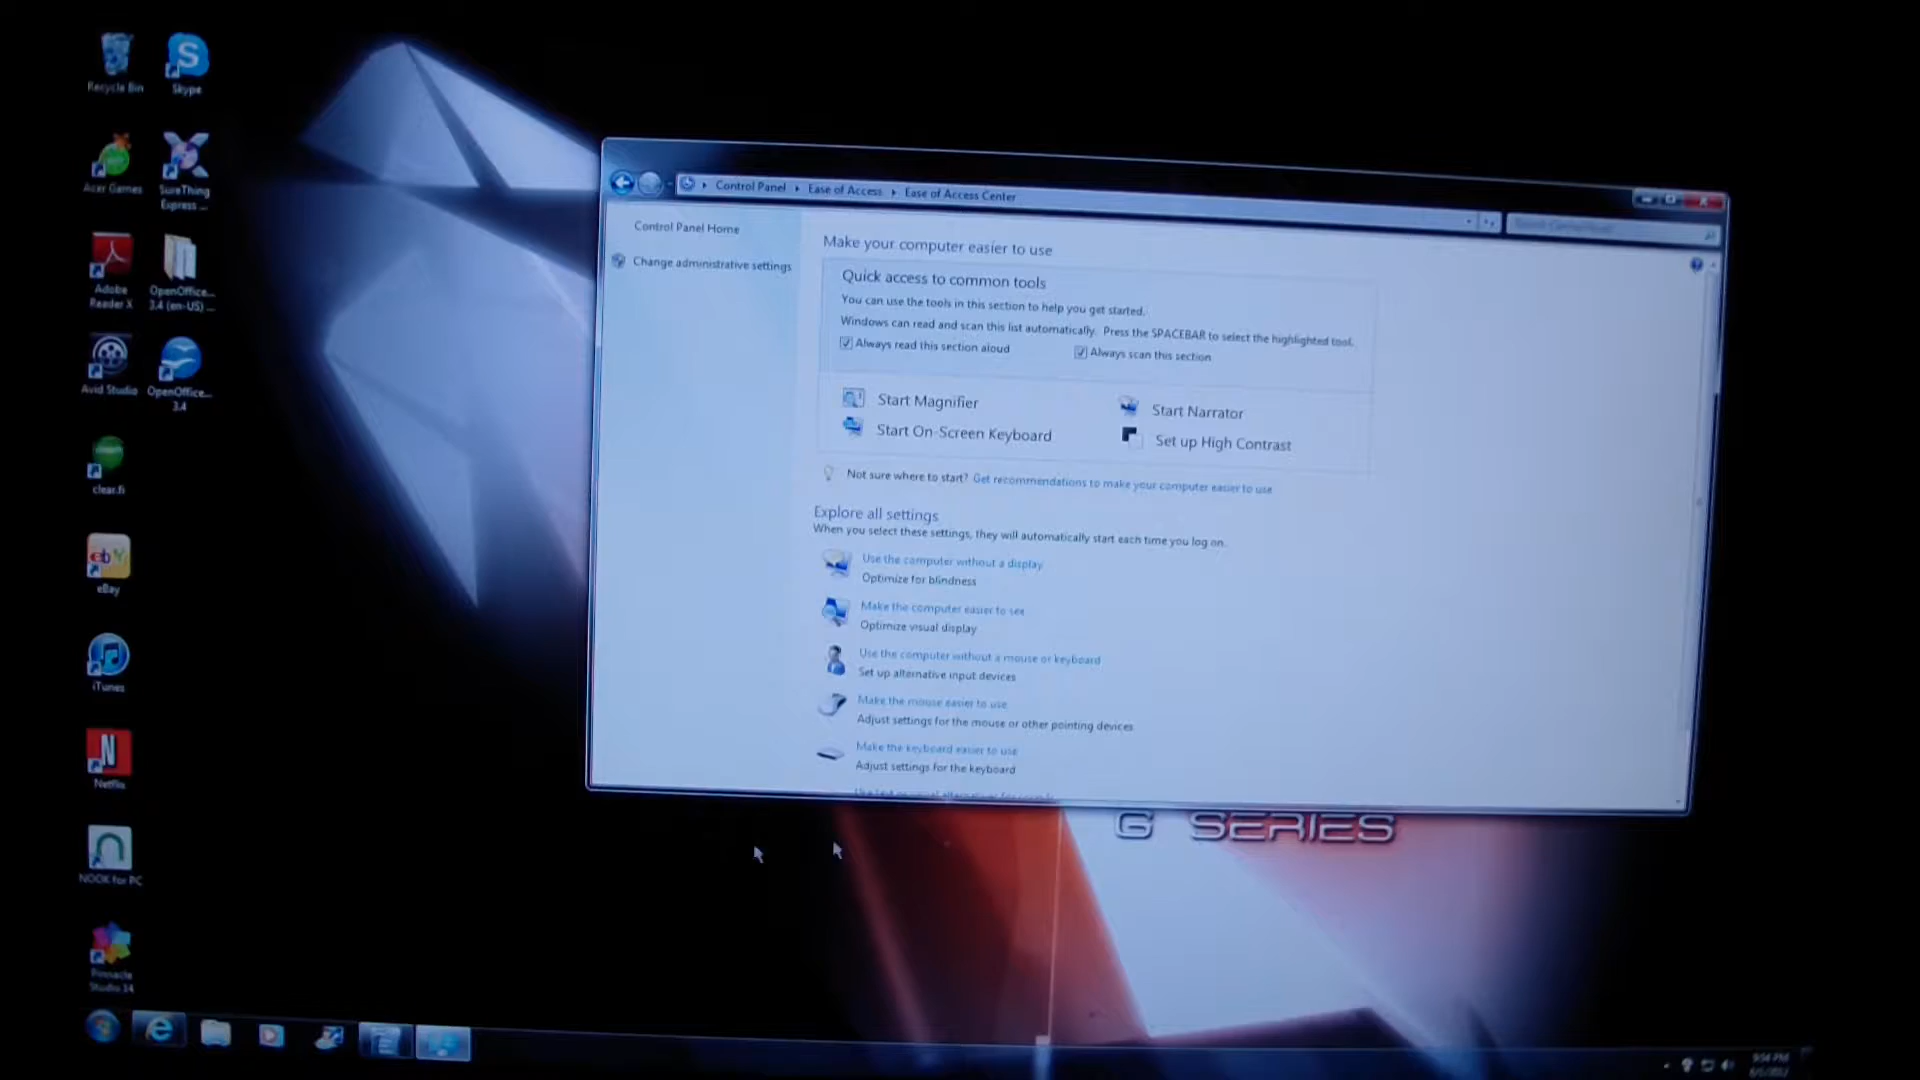 Recycle Bin
Skype
Acer Games
SureThing
Express ...
Adobe
Reader X
OpenOffice...
3.4 (en-US) ...
Avid Studio
OpenOffice...
3.4
clear.fi
eBay
iTunes
Netflix
NOOK for PC
Pinnacle
Studio 14
Control Panel
Ease of Access
Ease of Access Center
Control Panel Home
Change administrative settings
Make your computer easier to use
Quick access to common tools
You can use the tools in this section to help you get started.
Windows can read and scan this list automatically. Press the SPACEBAR to select the highlighted tool.
Always read this section aloud
Always scan this section
Start Magnifier
Start Narrator
Start On-Screen Keyboard
Set up High Contrast
Not sure where to start? Get recommendations to make your computer easier to use
Explore all settings
When you select these settings, they will automatically start each time you log on.
Use the computer without a display
Optimize for blindness
Make the computer easier to see
Optimize visual display
Use the computer without a mouse or keyboard
Set up alternative input devices
Make the mouse easier to use
Adjust settings for the mouse or other pointing devices
Make the keyboard easier to use
Adjust settings for the keyboard
G SERIES
9:54 PM